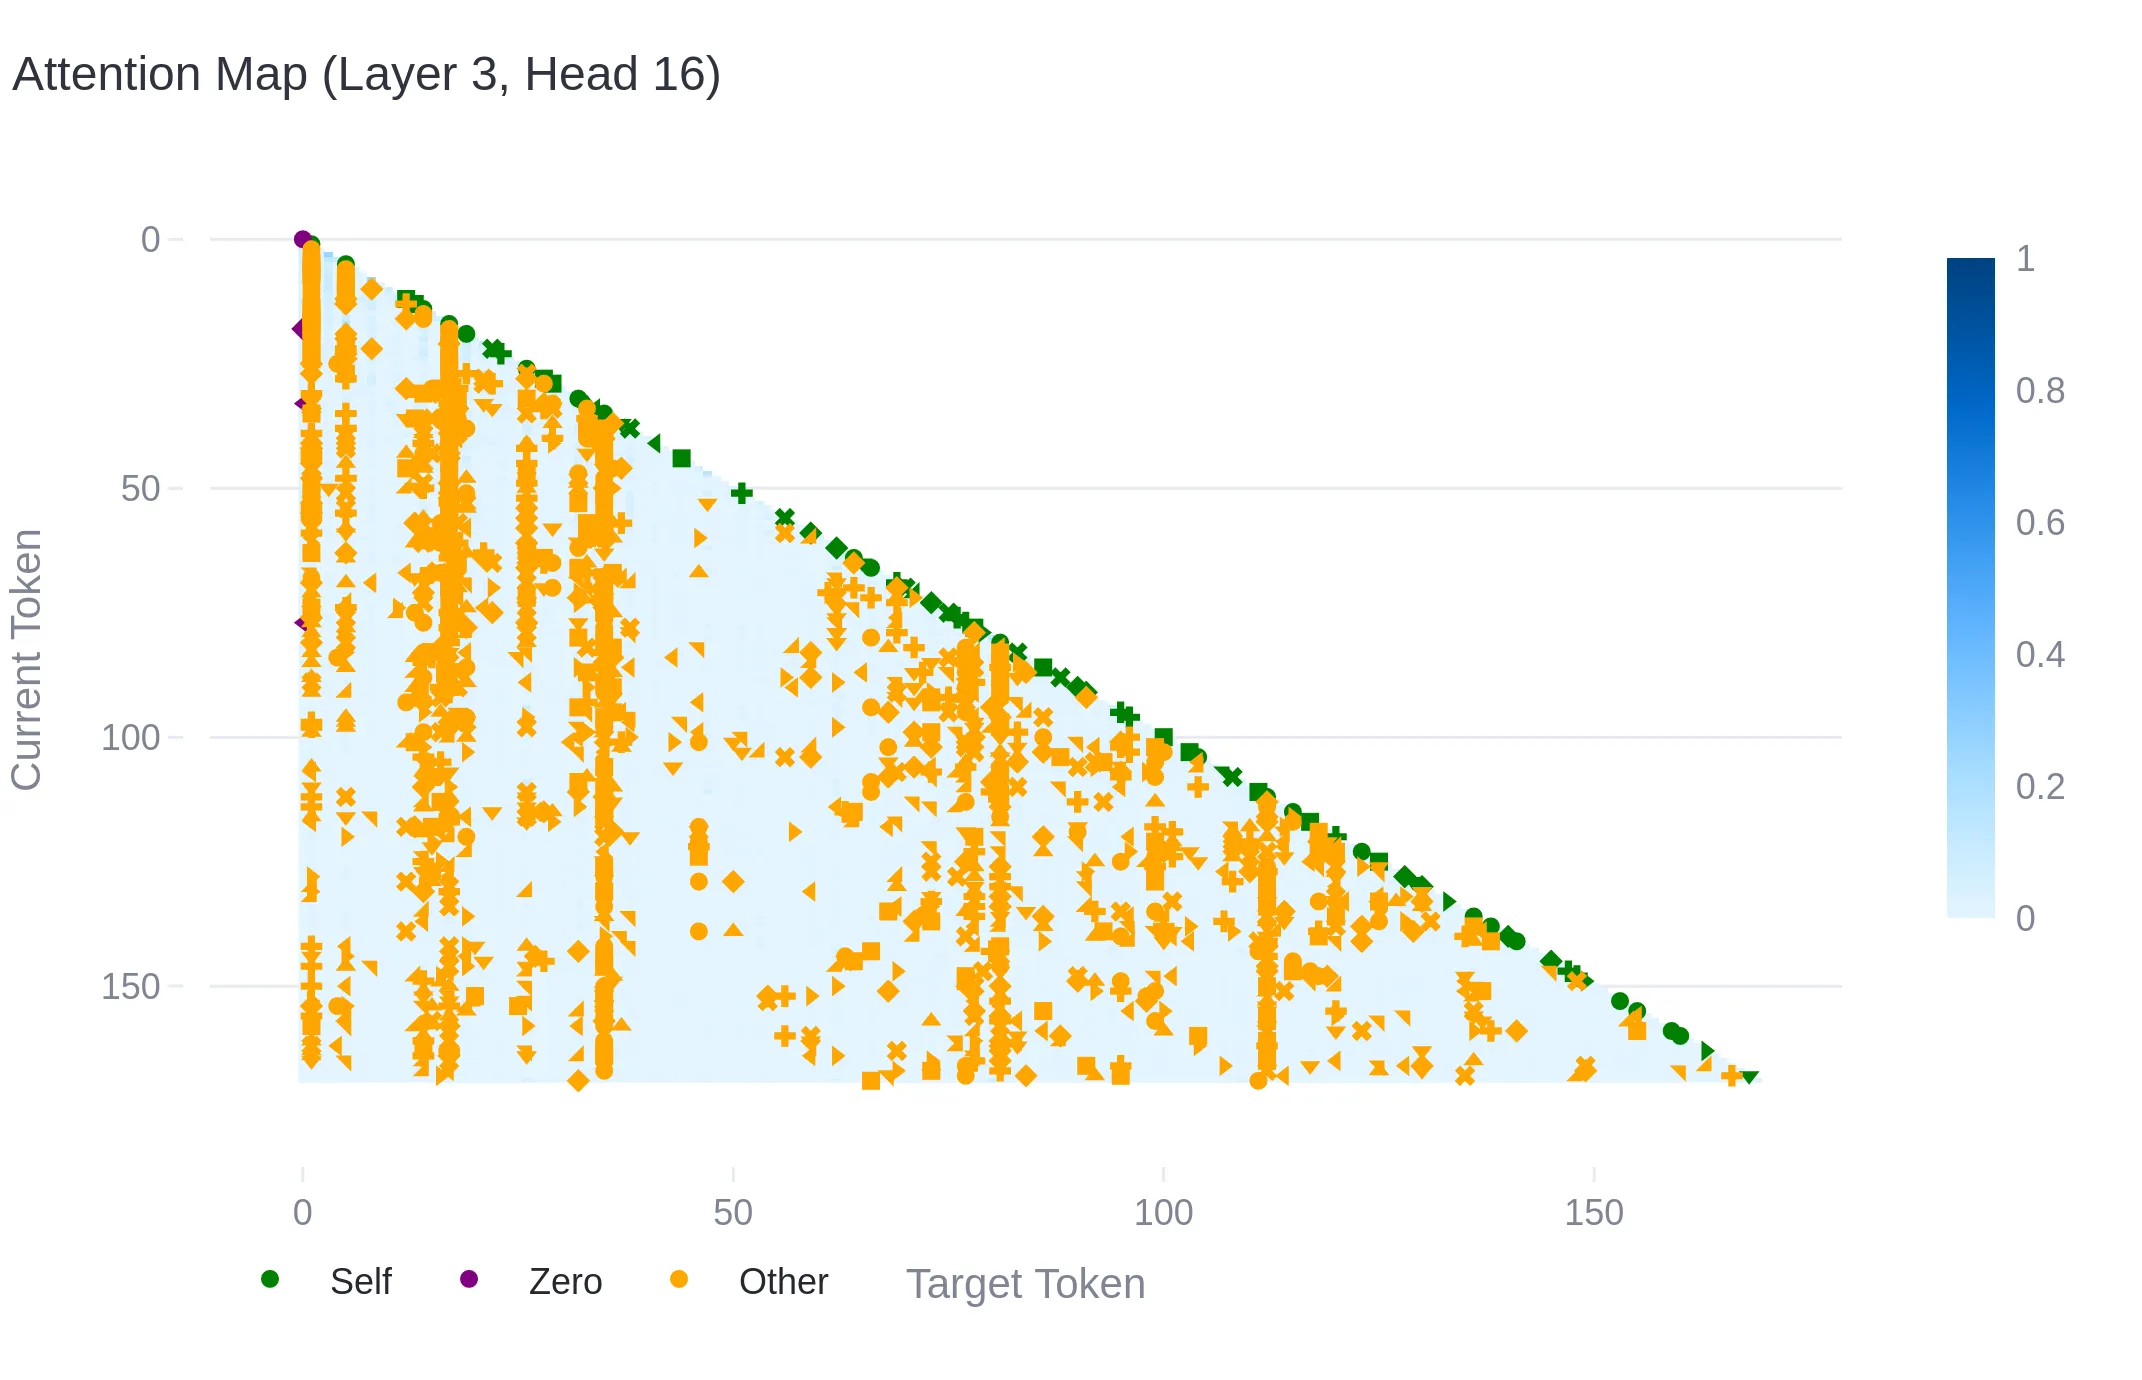 Attention Map (Layer 3, Head 16)
0
50
100
150
Current Token
1
0.8
0.6
0.4
0.2
0
0 50 100 150
Self Zero Other Target Token